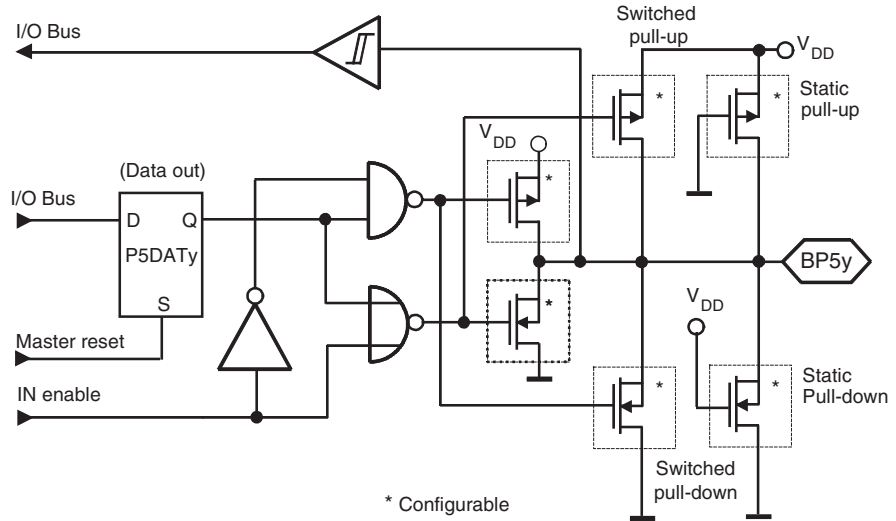 I/O Bus
Switched
pull-up
VDD
*
*
Static
pull-up
VDD
(Data out)
*
I/O Bus
D
Q
P5DATy
BP5y
S
*
VDD
Master reset
*
*
Static
Pull-down
IN enable
Switched
pull-down
* Configurable